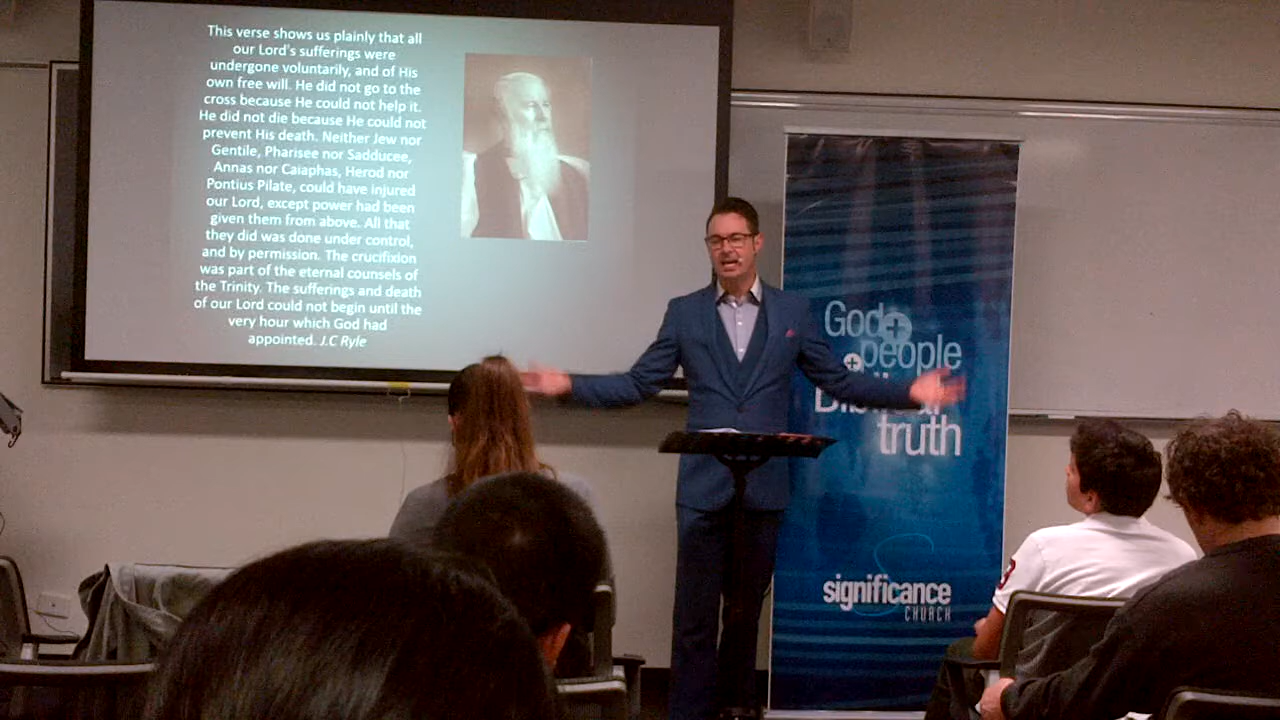 This verse shows us plainly that all
our Lord's sufferings were
undergone voluntarily, and of His
own free will. He did not go to the
cross because He could not help it.
He did not die because He could not
prevent His death. Neither Jew nor
Gentile, Pharisee nor Sadducee,
Annas nor Caiaphas, Herod nor
Pontius Pilate, could have injured
our Lord, except power had been
given them from above. All that
they did was done under control,
and by permission. The crucifixion
was part of the eternal counsels of
the Trinity. The sufferings and death
of our Lord could not begin until the
very hour which God had
appointed. J.C Ryle
God+
+people
truth
significance
CHURCH